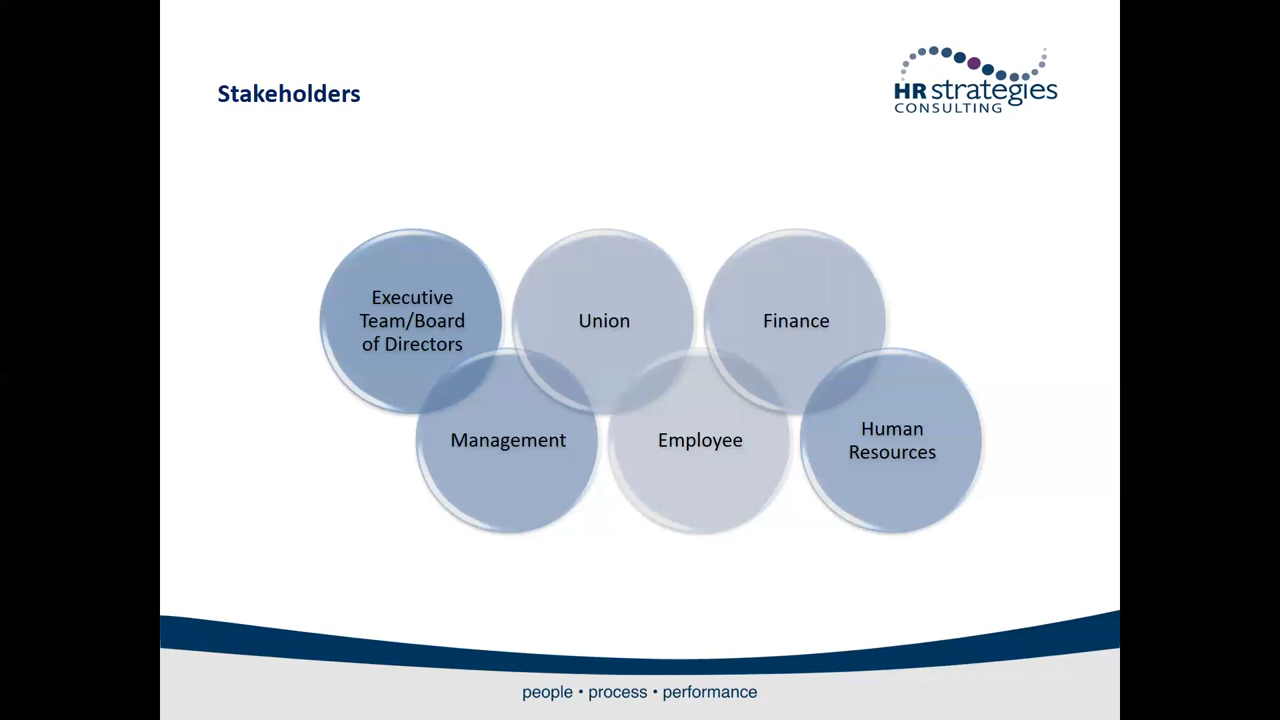 Stakeholders
HR strategies
CONSULTING
Executive
Team/Board
of Directors
Union
Finance
Management
Employee
Human
Resources
people • process • performance